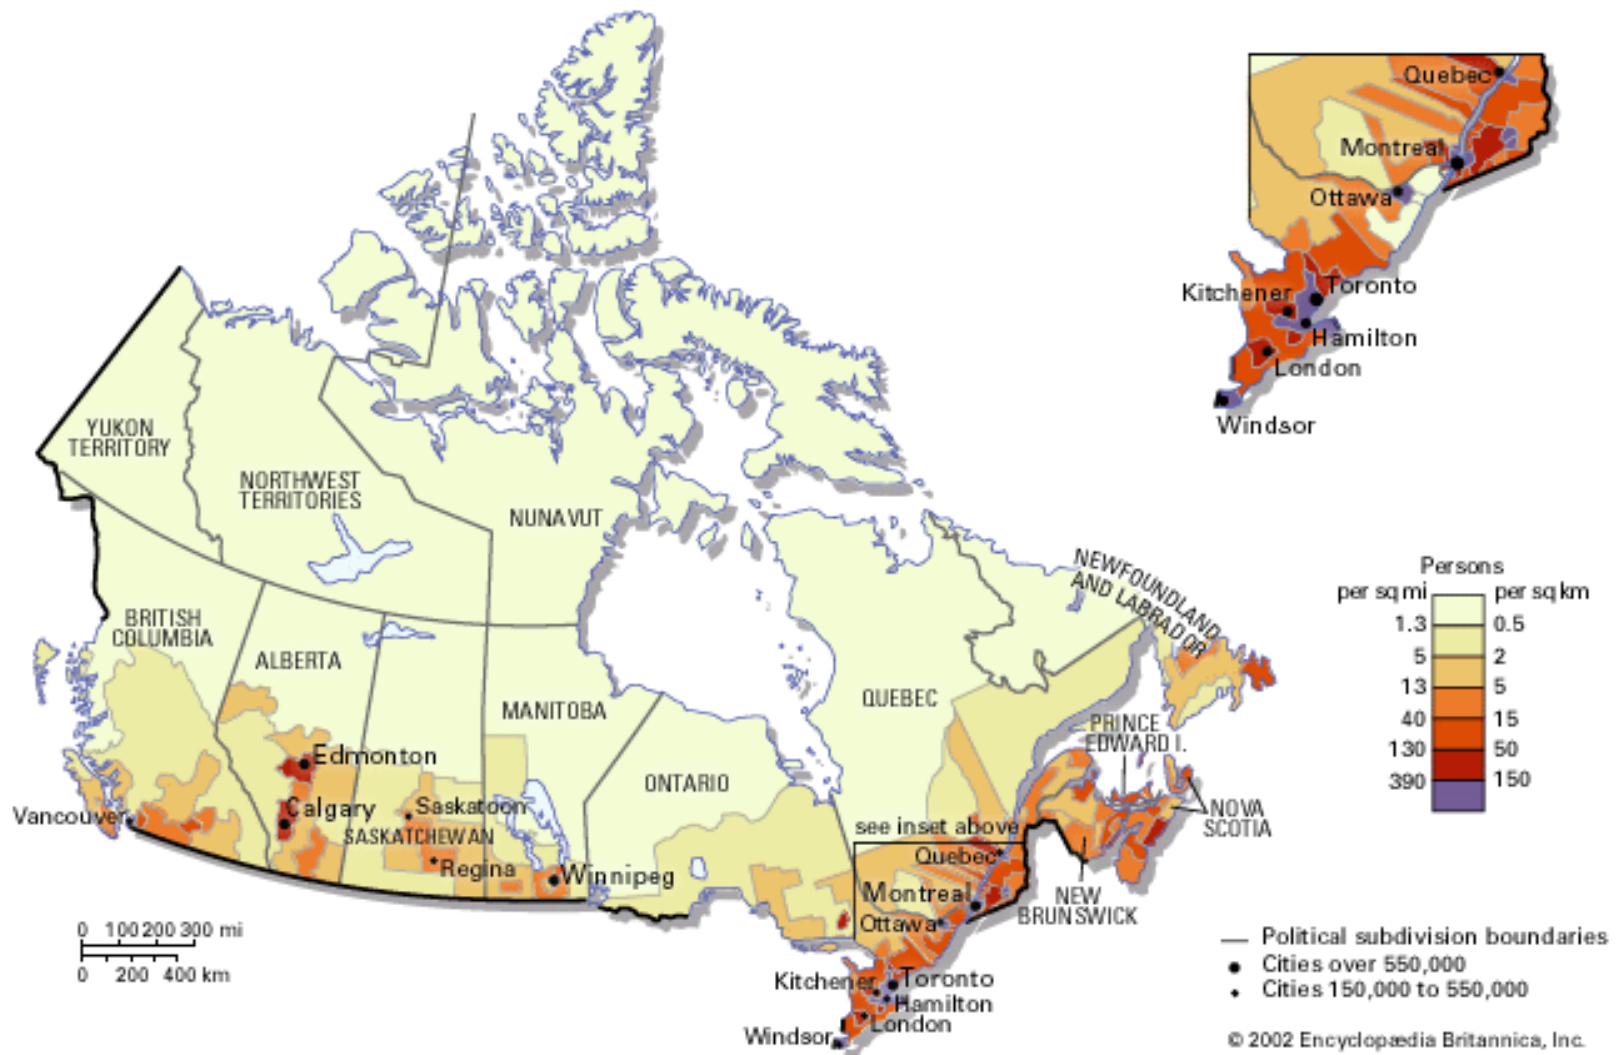 Quebec
Montreal
Ottawa
Kitchener
Toronto
Hamilton
London
Windsor
YUKON
TERRITORY
NORTHWEST
TERRITORIES
NUNAVUT
NEWFOUNDLAND
AND LABRADOR
BRITISH
COLUMBIA
ALBERTA
MANITOBA
QUEBEC
ONTARIO
PRINCE
EDWARD I.
Edmonton
Calgary
Saskatoon
SASKATCHEWAN
Regina
Winnipeg
Vancouver
see inset above
Quebec
Montreal
Ottawa
NOVA
SCOTIA
NEW
BRUNSWICK
Kitchener
Toronto
Hamilton
London
Windsor
Persons
per sq mi per sq km
1.3 0.5
5 2
13 5
40 15
130 50
390 150
0 100 200 300 mi
0 200 400 km
Political subdivision boundaries
Cities over 550,000
Cities 150,000 to 550,000
© 2002 Encyclopædia Britannica, Inc.